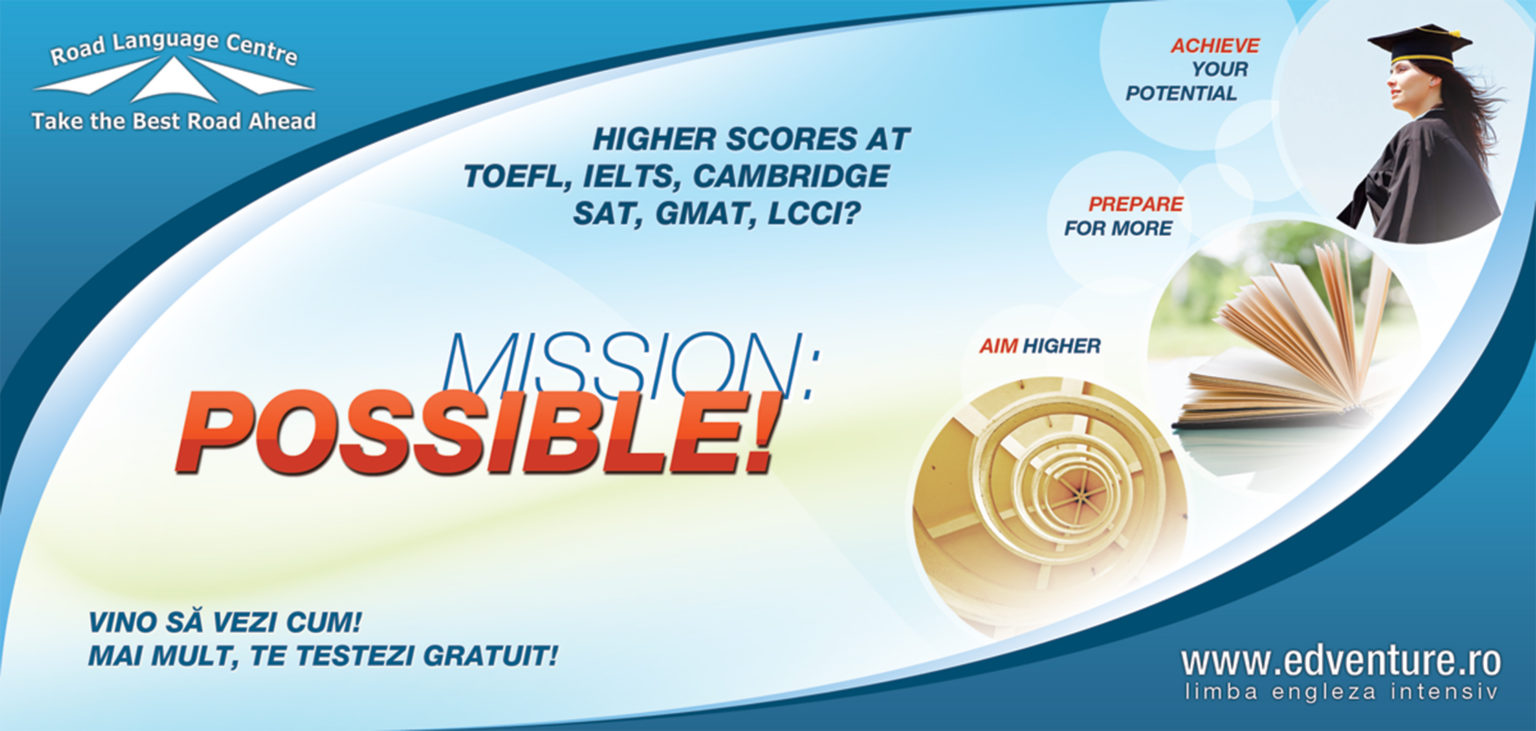 Road Language Centre
Take the Best Road Ahead
HIGHER SCORES AT
TOEFL, IELTS, CAMBRIDGE
SAT, GMAT, LCCI?
MISSION:
POSSIBLE!
ACHIEVE
YOUR
POTENTIAL
PREPARE
FOR MORE
AIM HIGHER
VINO SĂ VEZI CUM!
MAI MULT, TE TESTEZI GRATUIT!
www.edventure.ro
limba engleza intensiv